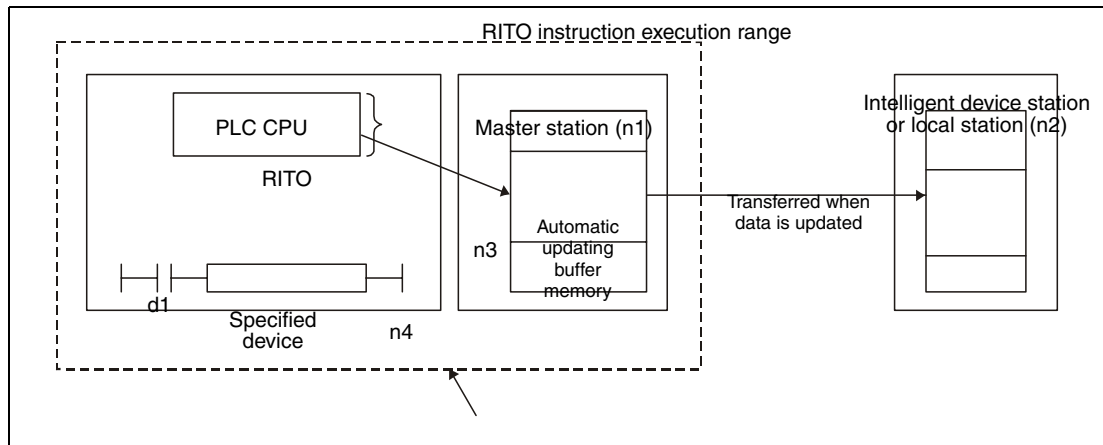 RITO instruction execution range
PLC CPU
RITO
d1
Specified
device
n4
Master station (n1)
n3
Automatic
updating
buffer
memory
Transferred when
data is updated
Intelligent device station
or local station (n2)